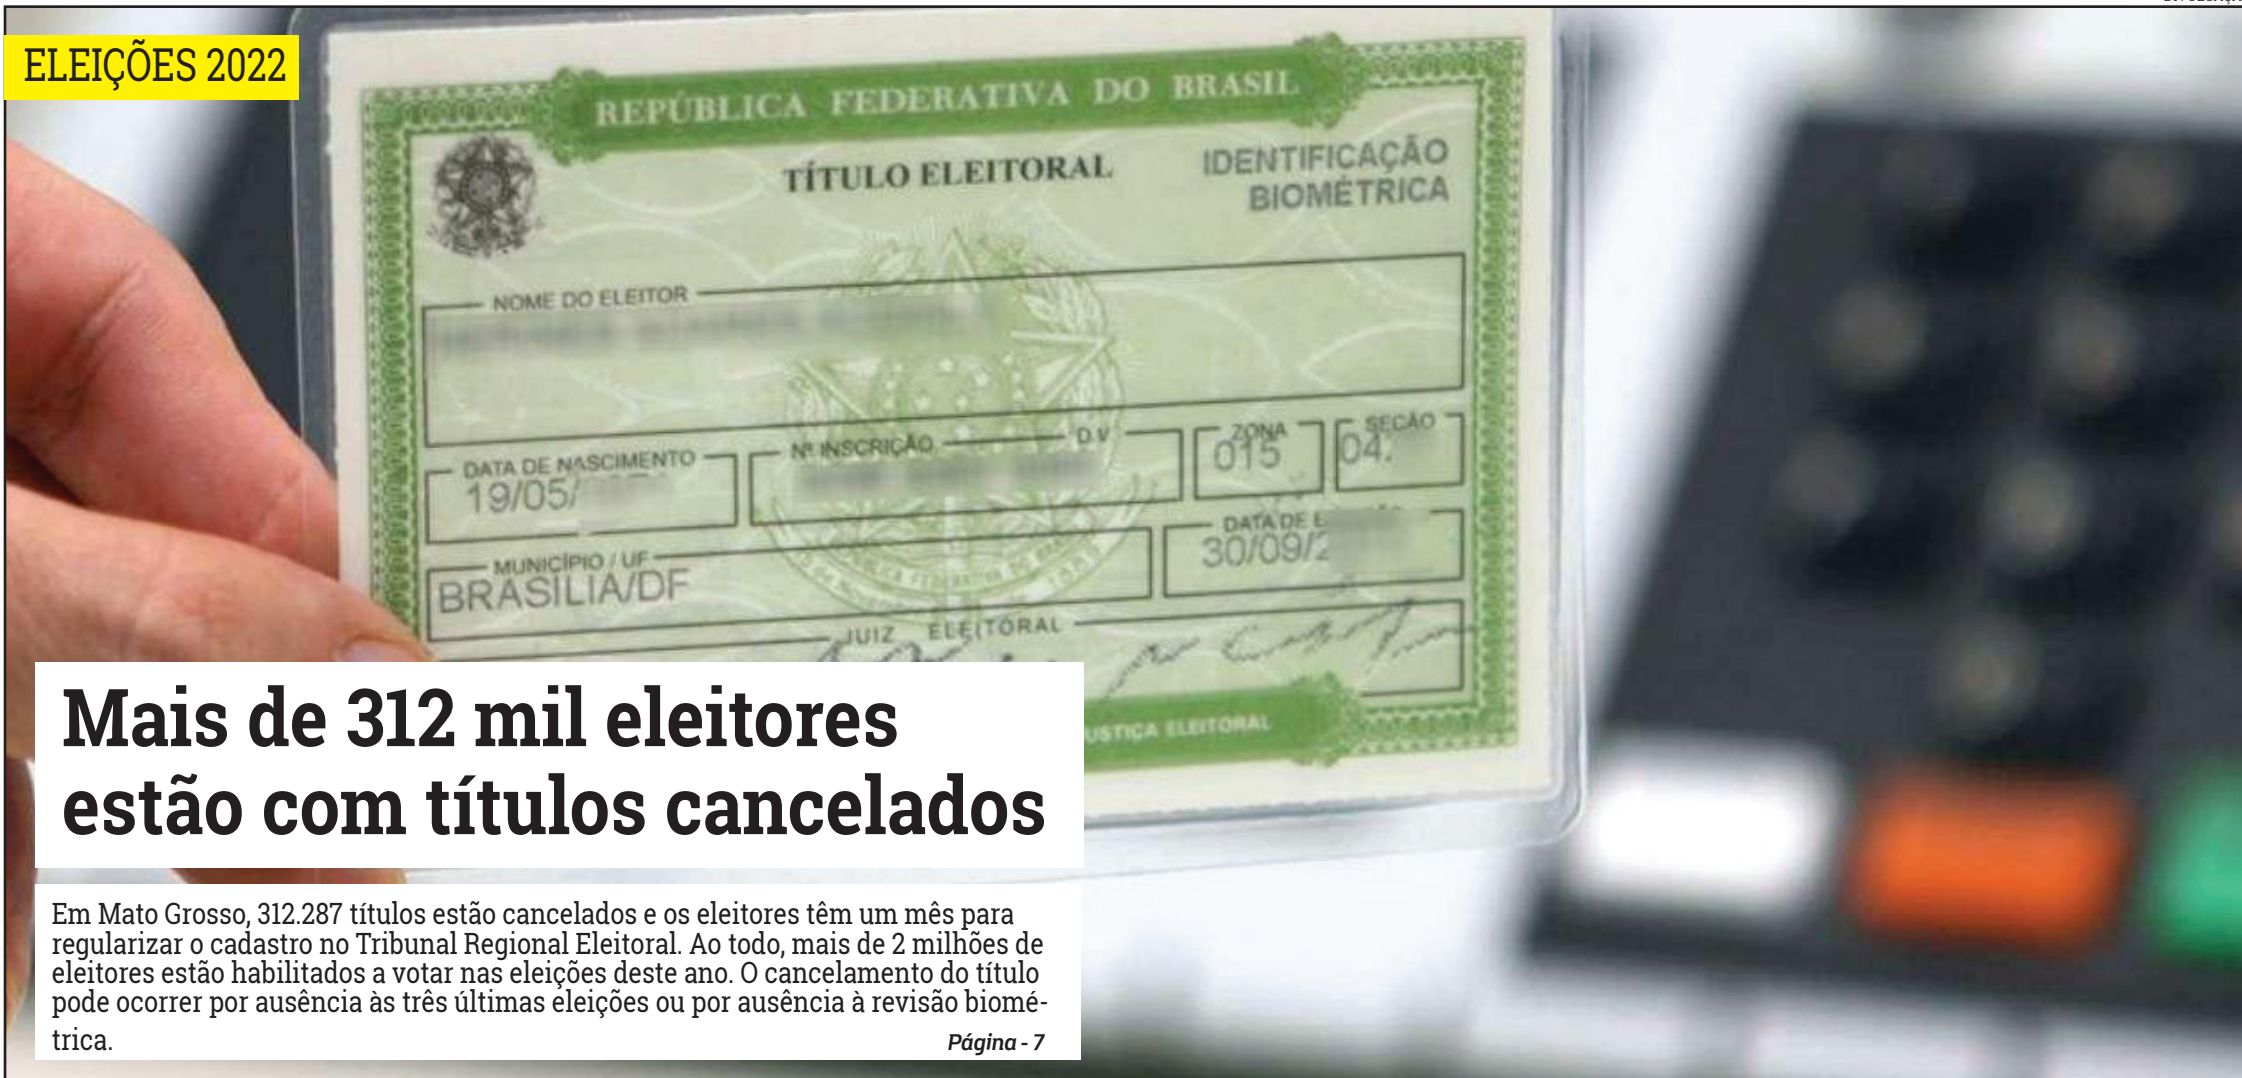 ELEIÇÕES 2022
REPÚBLICA FEDERATIVA DO BRASIL
TÍTULO ELEITORAL
IDENTIFICAÇÃO
BIOMÉTRICA
NOME DO ELEITOR
DATA DE NASCIMENTO
19/05/
Nº INSCRIÇÃO
D.V
ZONA
015
SEÇÃO
04.
MUNICÍPIO / UF
BRASÍLIA/DF
DATA DE
30/09/2
JUIZ ELEITORAL
USTIÇA ELEITORAL
Mais de 312 mil eleitores
estão com títulos cancelados
Em Mato Grosso, 312.287 títulos estão cancelados e os eleitores têm um mês para
regularizar o cadastro no Tribunal Regional Eleitoral. Ao todo, mais de 2 milhões de
eleitores estão habilitados a votar nas eleições deste ano. O cancelamento do título
pode ocorrer por ausência às três últimas eleições ou por ausência à revisão biomé-
trica.
Página - 7